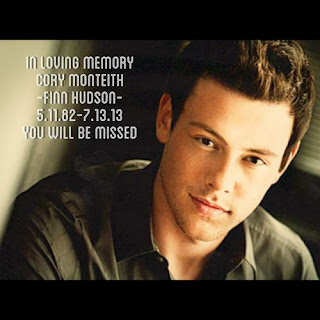 IN LOVING MEMORY
CORY MONTEITH
-FINN HUDSON-
5.11.82-7.13.13
YOU WILL BE MISSED